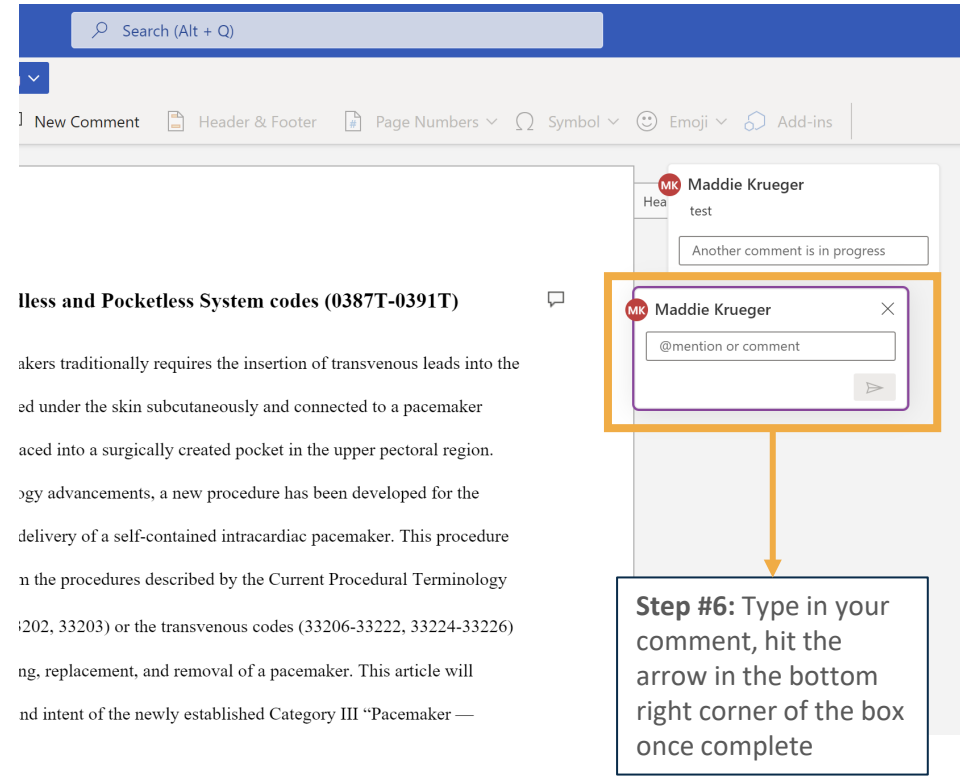 Search (Alt + Q)
New Comment Header & Footer Page Numbers Symbol Emoji Add-ins
MK Maddie Krueger
Hea
test
Another comment is in progress
lless and Pocketless System codes (0387T-0391T)
MK Maddie Krueger
@mention or comment
akers traditionally requires the insertion of transvenous leads into the
ed under the skin subcutaneously and connected to a pacemaker
aced into a surgically created pocket in the upper pectoral region.
ogy advancements, a new procedure has been developed for the
delivery of a self-contained intracardiac pacemaker. This procedure
m the procedures described by the Current Procedural Terminology
3202, 33203) or the transvenous codes (33206-33222, 33224-33226)
ng, replacement, and removal of a pacemaker. This article will
nd intent of the newly established Category III “Pacemaker —
Step #6: Type in your
comment, hit the
arrow in the bottom
right corner of the box
once complete